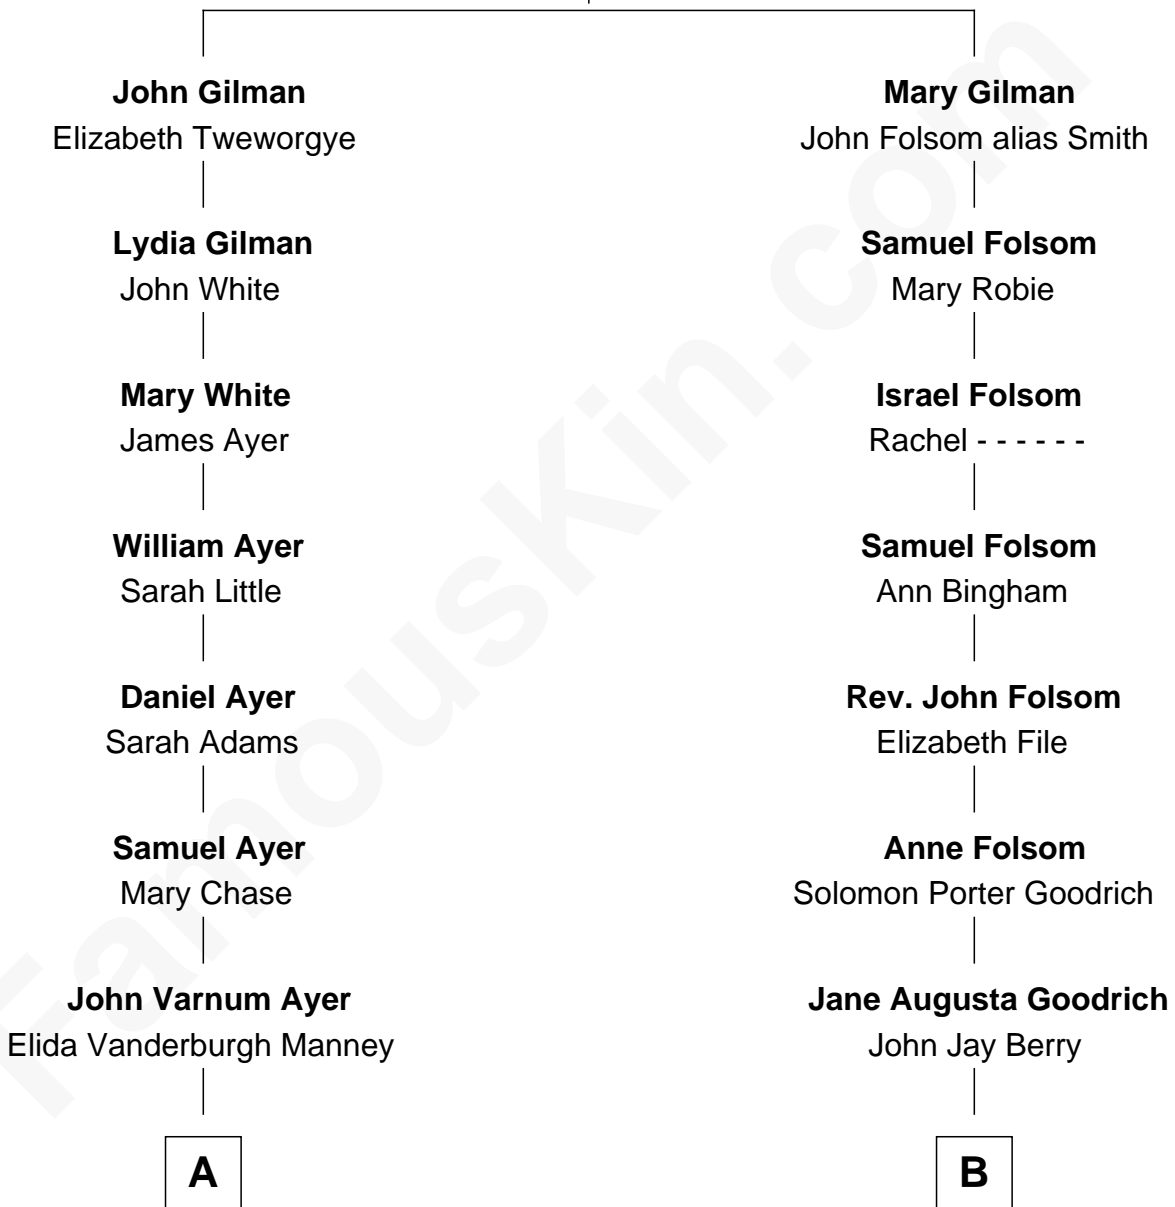 John Gilman
Elizabeth Tweworgye
Lydia Gilman
John White
Mary White
James Ayer
William Ayer
Sarah Little
Daniel Ayer
Sarah Adams
Samuel Ayer
Mary Chase
John Varnum Ayer
Elida Vanderburgh Manney
A
Mary Gilman
John Folsom alias Smith
Samuel Folsom
Mary Robie
Israel Folsom
Rachel - - - - - -
Samuel Folsom
Ann Bingham
Rev. John Folsom
Elizabeth File
Anne Folsom
Solomon Porter Goodrich
Jane Augusta Goodrich
John Jay Berry
B
FamousKin.com